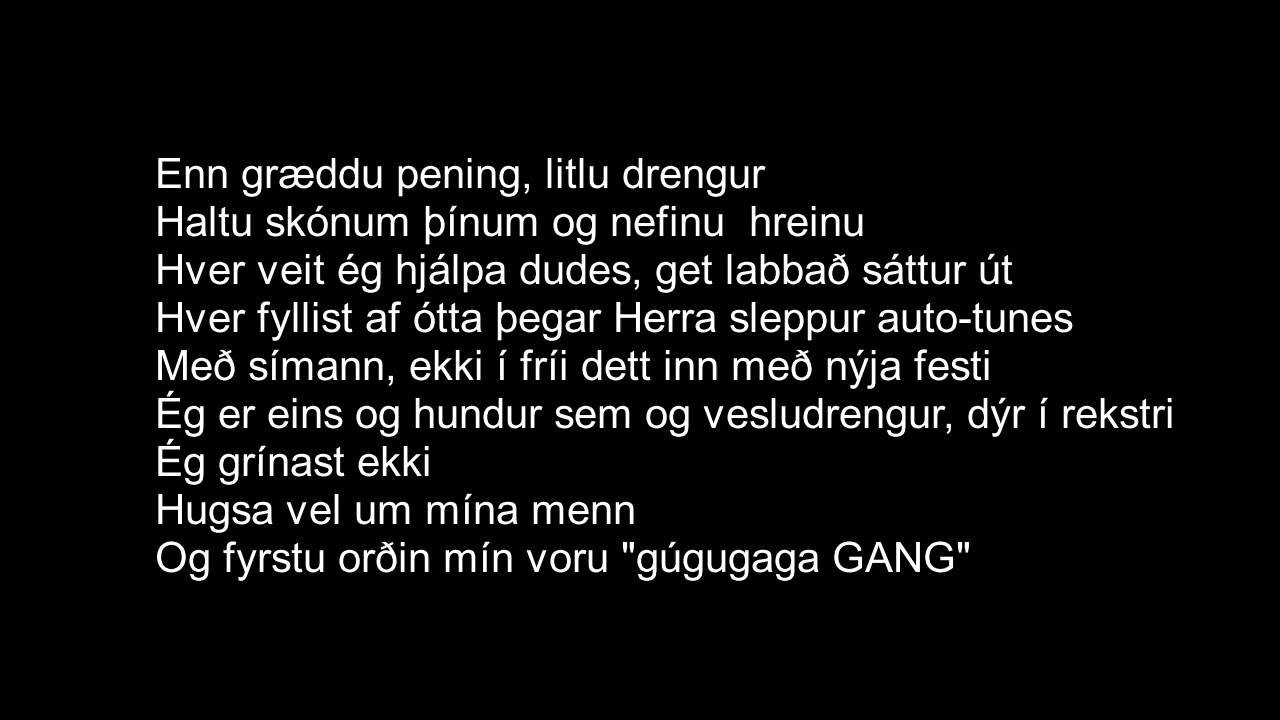 Enn græddu pening, litlu drengur
Haltu skónum þínum og nefinu  hreinu
Hver veit ég hjálpa dudes, get labbað sáttur út
Hver fyllist af ótta þegar Herra sleppur auto-tunes
Með símann, ekki í fríi dett inn með nýja festi
Ég er eins og hundur sem og vesludrengur, dýr í rekstri
Ég grínast ekki
Hugsa vel um mína menn
Og fyrstu orðin mín voru "gúgugaga GANG"